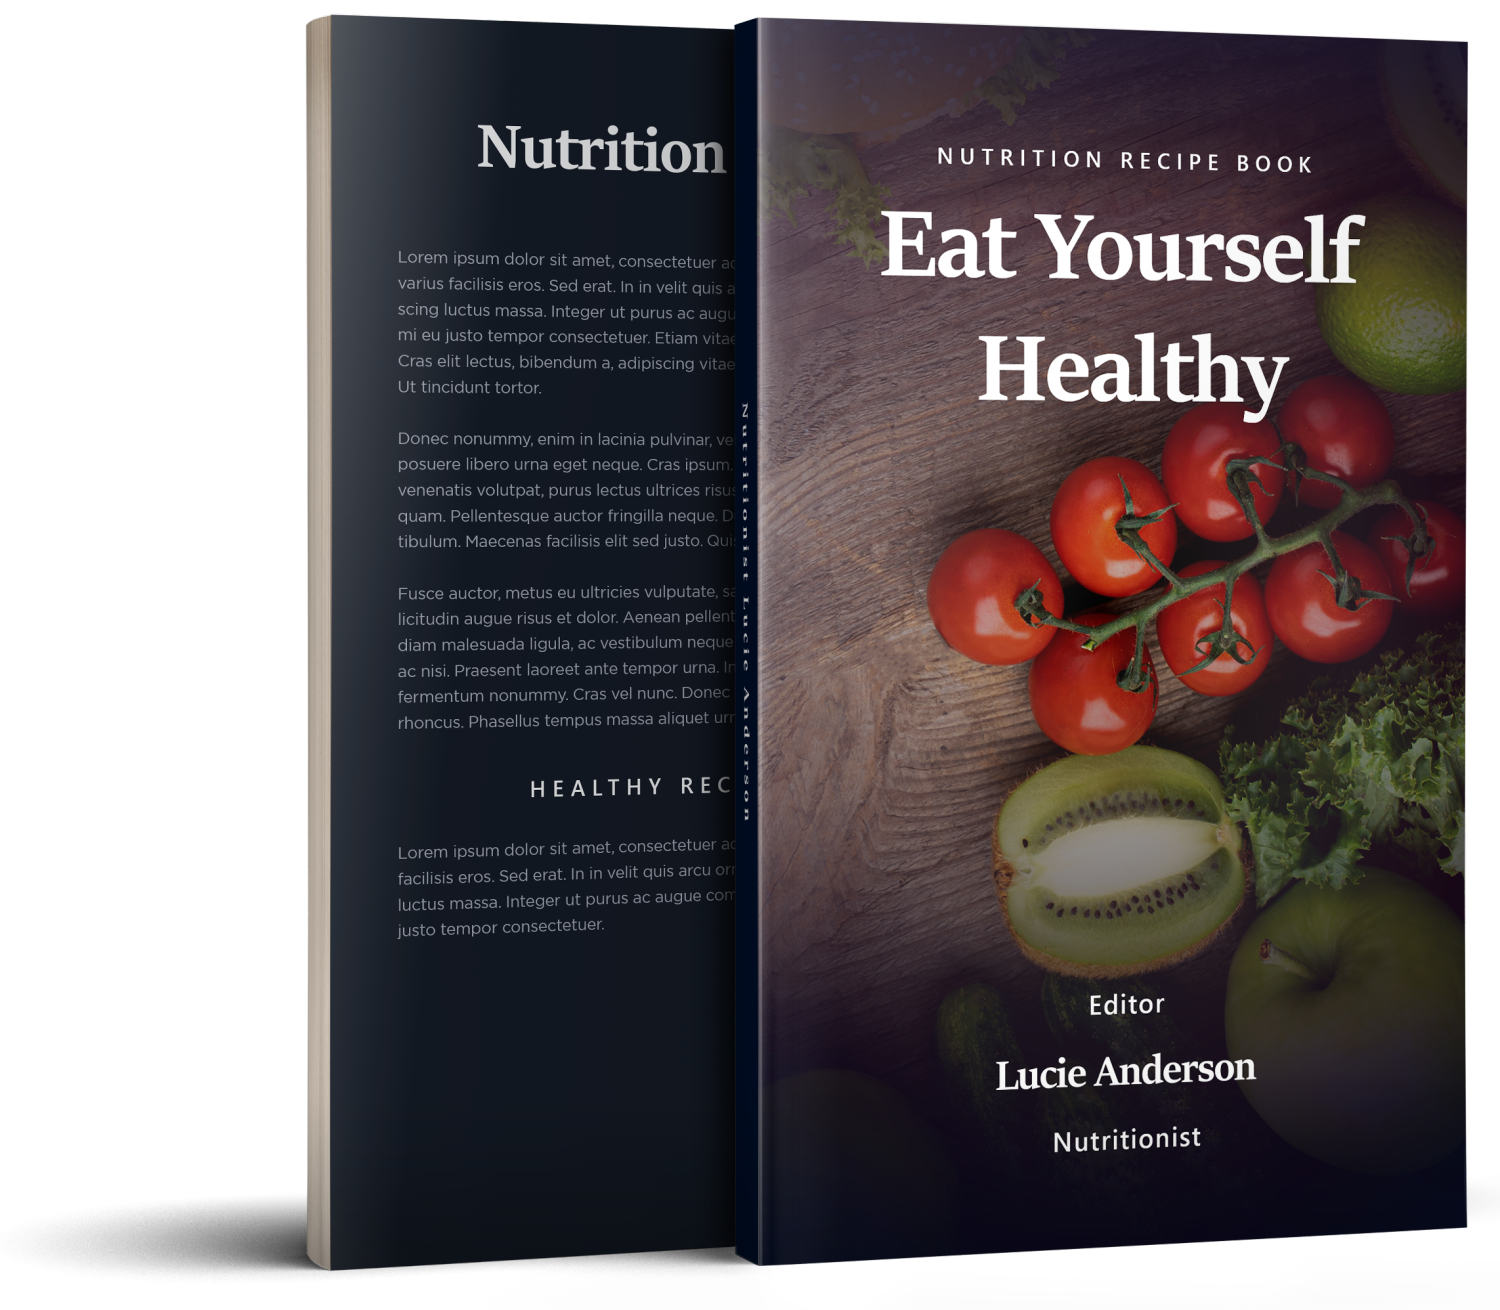 Nutrition
Lorem ipsum dolor sit amet, consectetuer
varius facilisis eros. Sed erat. In in velit quis
scing luctus massa. Integer ut purus ac
mi eu justo tempor consectetuer. Etiam
Cras elit lectus, bibendum a, adipiscing
Ut tincidunt tortor.
Donec nonummy, enim in lacinia pulvinar,
posuere libero urna eget neque. Cras ipsum.
venenatis volutpat, purus lectus ultrices
quam. Pellentesque auctor fringilla neque.
tibulum. Maecenas facilisis elit sed justo.
Fusce auctor, metus eu ultricies vulputate,
licitudin augue risus et dolor. Aenean
diam malesuada ligula, ac vestibulum neque
ac nisi. Praesent laoreet ante tempor urna.
fermentum nonummy. Cras vel nunc. Donec
rhoncus. Phasellus tempus massa aliquet
HEALTHY
Lorem ipsum dolor sit amet, consectetuer
facilisis eros. Sed erat. In in velit quis arcu
luctus massa. Integer ut purus ac augue
justo tempor consectetuer.
Nutritionist Lucie Anderson
NUTRITION RECIPE BOOK
Eat Yourself
Healthy
Editor
Lucie Anderson
Nutritionist